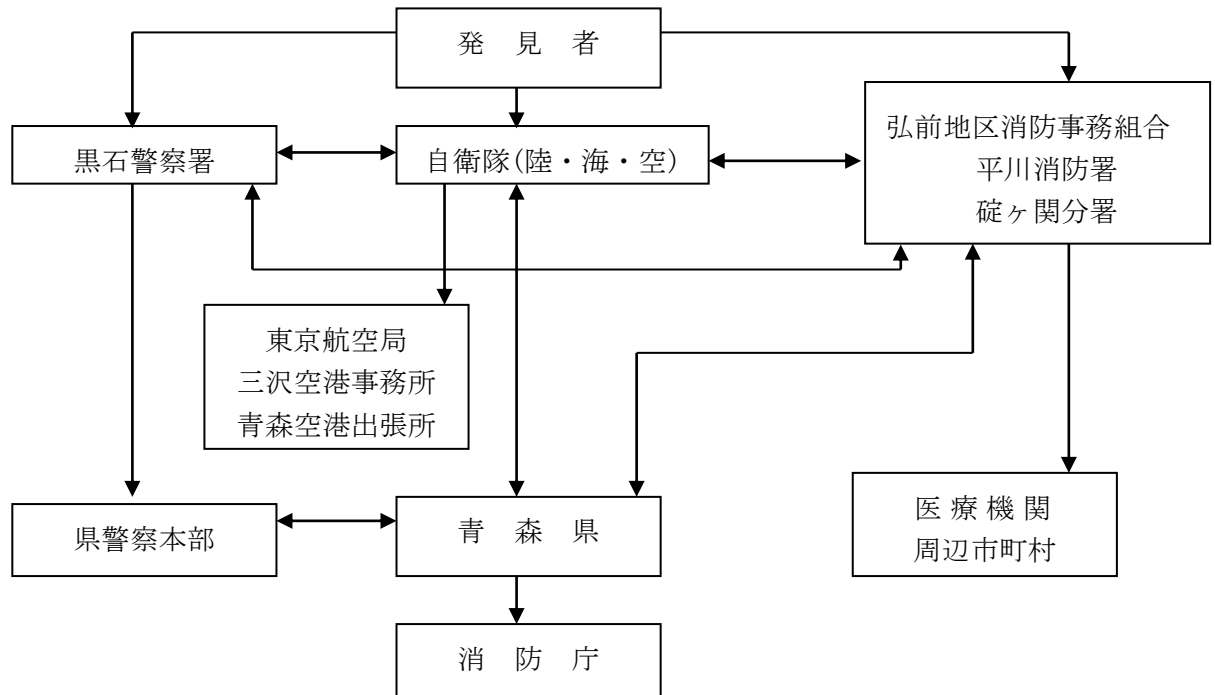 発　見　者
黒石警察署
自衛隊(陸・海・空)
弘前地区消防事務組合
平川消防署
碇ヶ関分署
東京航空局
三沢空港事務所
青森空港出張所
県警察本部
青　森　県
医 療 機 関
周辺市町村
消　防　庁